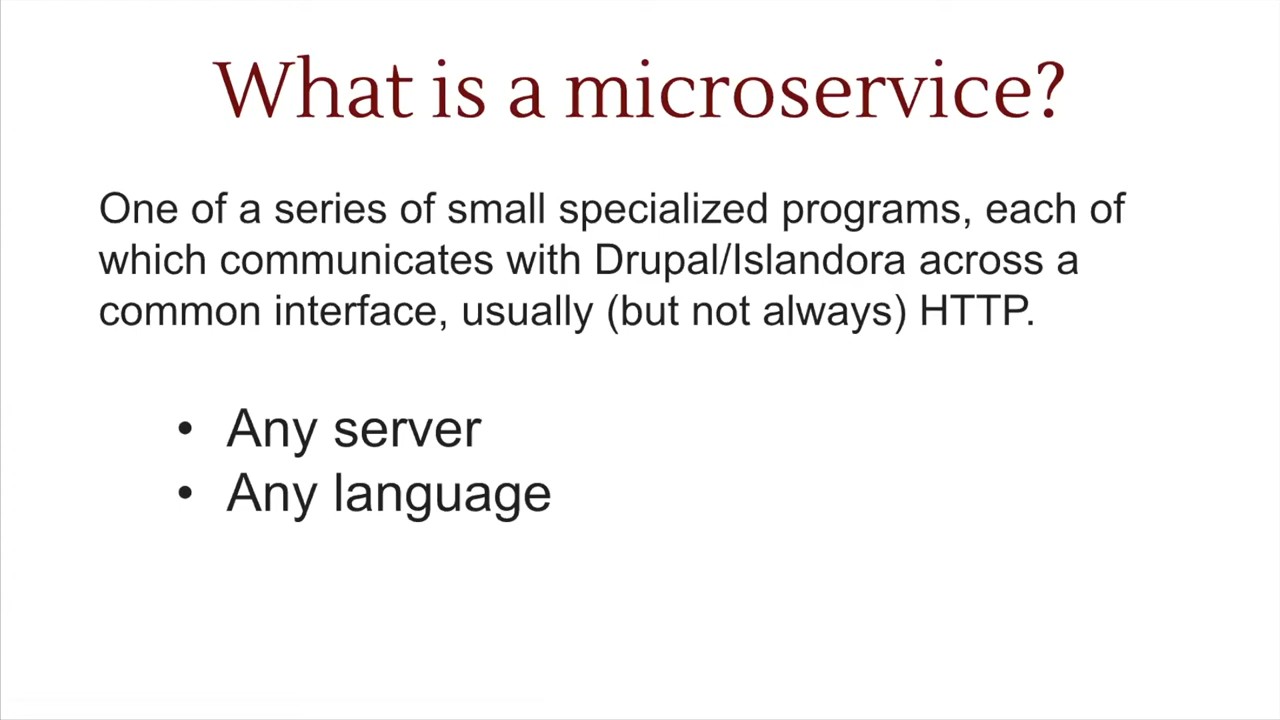 What is a microservice?
One of a series of small specialized programs, each of
which communicates with Drupal/Islandora across a
common interface, usually (but not always) HTTP.
• Any server
• Any language